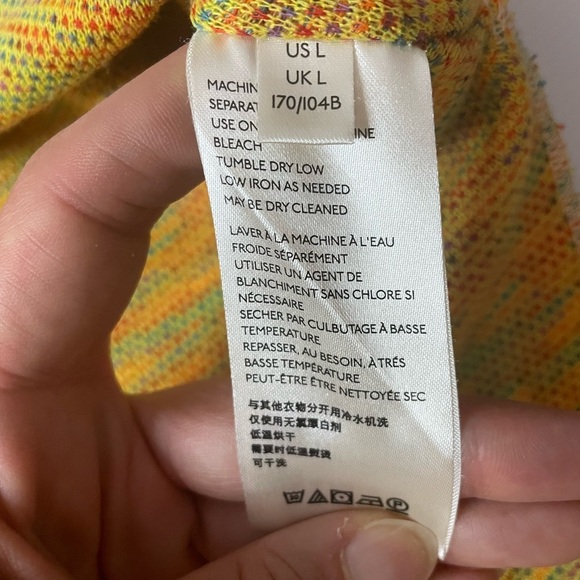 US L
UK L
170/104B
MACHIN
SEPARAT
USE ON INE
BLEACH
TUMBLE DRY LOW
LOW IRON AS NEEDED
MAY BE DRY CLEANED
LAVER À LA MACHINE À L'EAU
FROIDE SÉPARÉMENT
UTILISER UN AGENT DE
BLANCHIMENT SANS CHLORE SI
NÉCESSAIRE
SECHER PAR CULBUTAGE À BASSE
TEMPERATURE
REPASSER, AU BESOIN, À TRÉS
BASSE TEMPÉRATURE
PEUT-ÊTRE ÊTRE NETTOYÉE SEC
与其他衣物分开用冷水机洗
仅使用无氯漂白剂
低温烘干
需要时低温熨烫
可干洗
P